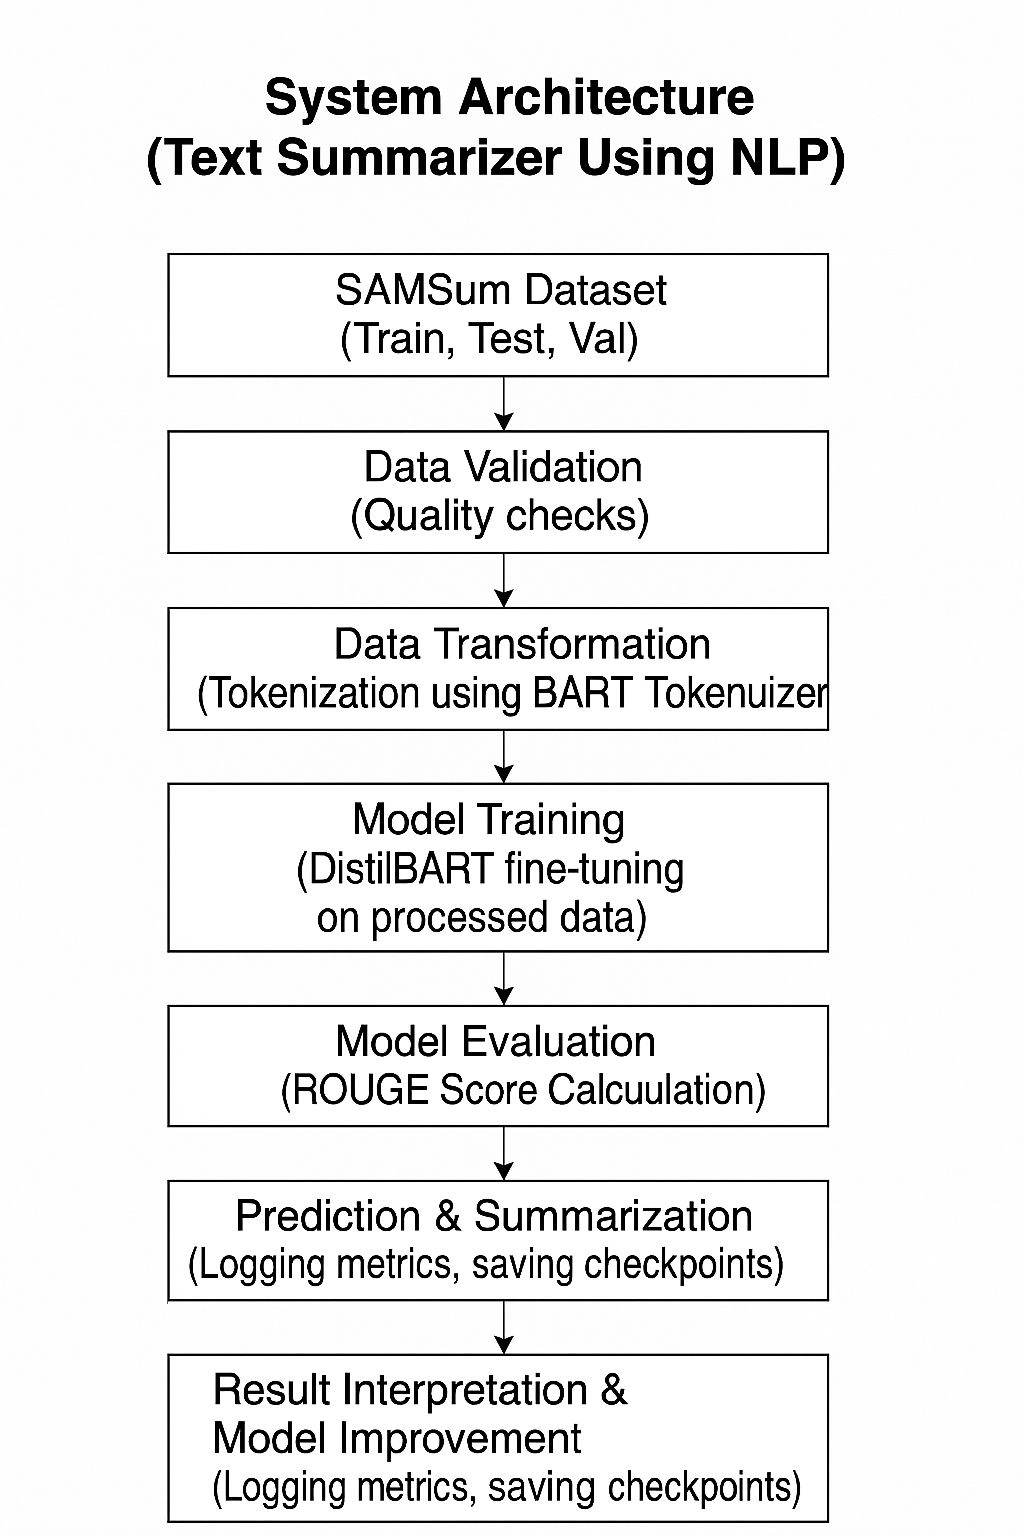 System Architecture
(Text Summarizer Using NLP)
SAMSum Dataset
(Train, Test, Val)
Data Validation
(Quality checks)
Data Transformation
(Tokenization using BART Tokenuizer
Model Training
(DistilBART fine-tuning
on processed data)
Model Evaluation
(ROUGE Score Calcuulation)
Prediction & Summarization
(Logging metrics, saving checkpoints)
Result Interpretation &
Model Improvement
(Logging metrics, saving checkpoints)